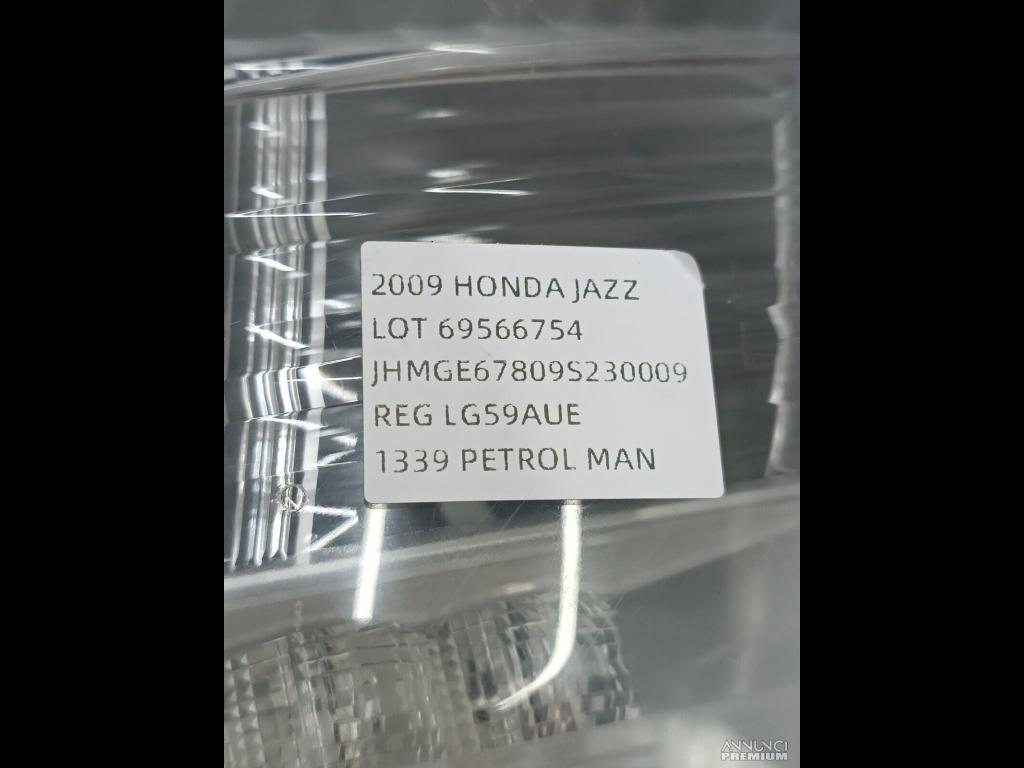 2009 HONDA JAZZ
LOT 69566754
JHMGE67809S230009
REG LG59AUE
1339 PETROL MAN
ANNUNCI
PREMIUM